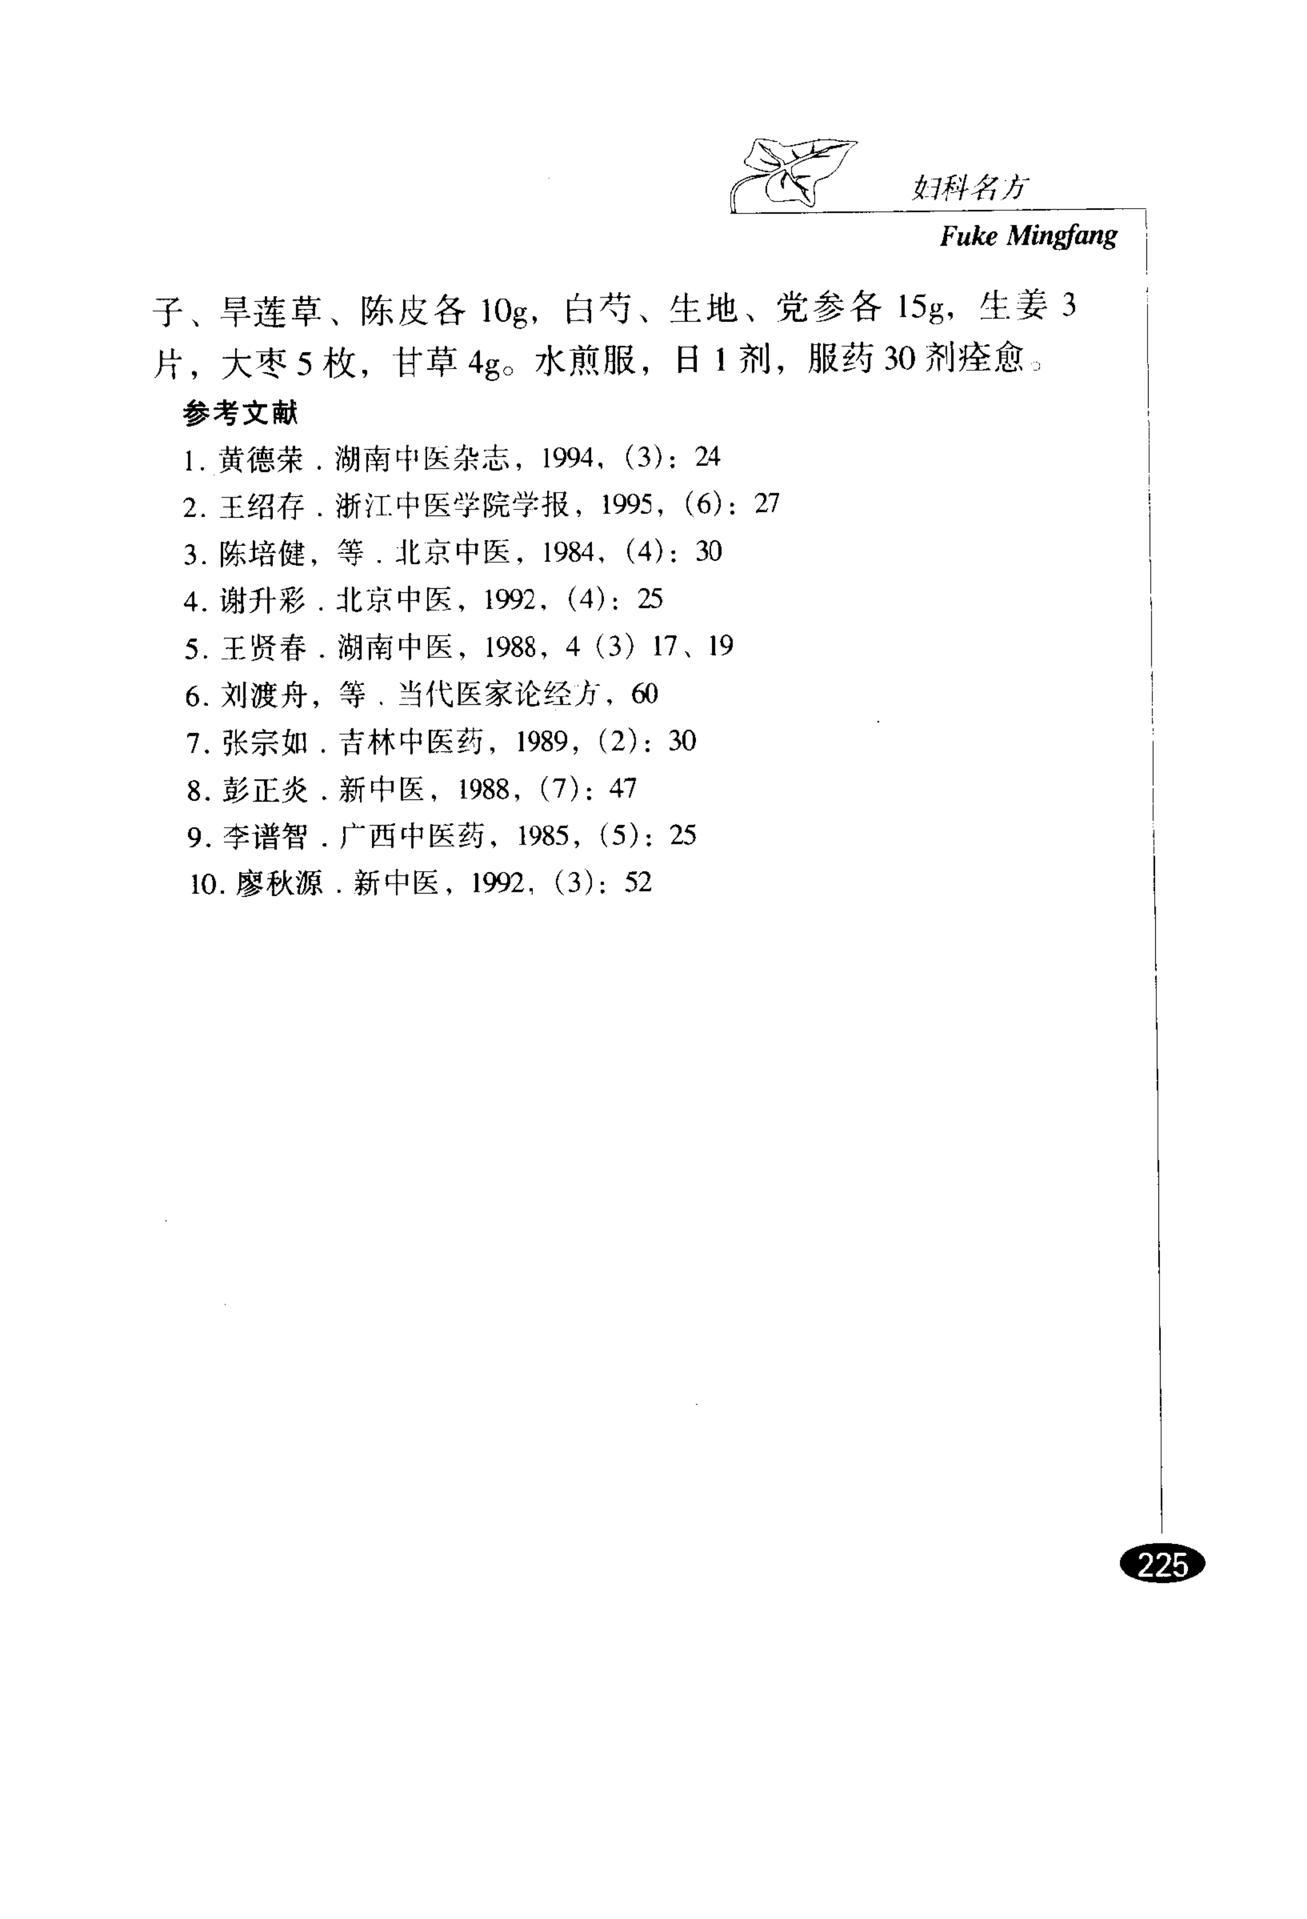 妇科名方
Fuke Mingfang
子、旱莲草、陈皮各 10g，白芍、生地、党参各 15g，生姜 3
片，大枣 5 枚，甘草 4g。水煎服，日 1 剂，服药 30 剂痊愈。
参考文献
1. 黄德荣．湖南中医杂志，1994，（3）：24
2. 王绍存．浙江中医学院学报，1995，（6）：27
3. 陈培健，等．北京中医，1984，（4）：30
4. 谢升彩．北京中医，1992，（4）：25
5. 王贤春．湖南中医，1988，4（3）17、19
6. 刘渡舟，等．当代医家论经方，60
7. 张宗如．吉林中医药，1989，（2）：30
8. 彭正炎．新中医，1988，（7）：47
9. 李谱智．广西中医药，1985，（5）：25
10. 廖秋源．新中医，1992，（3）：52
225